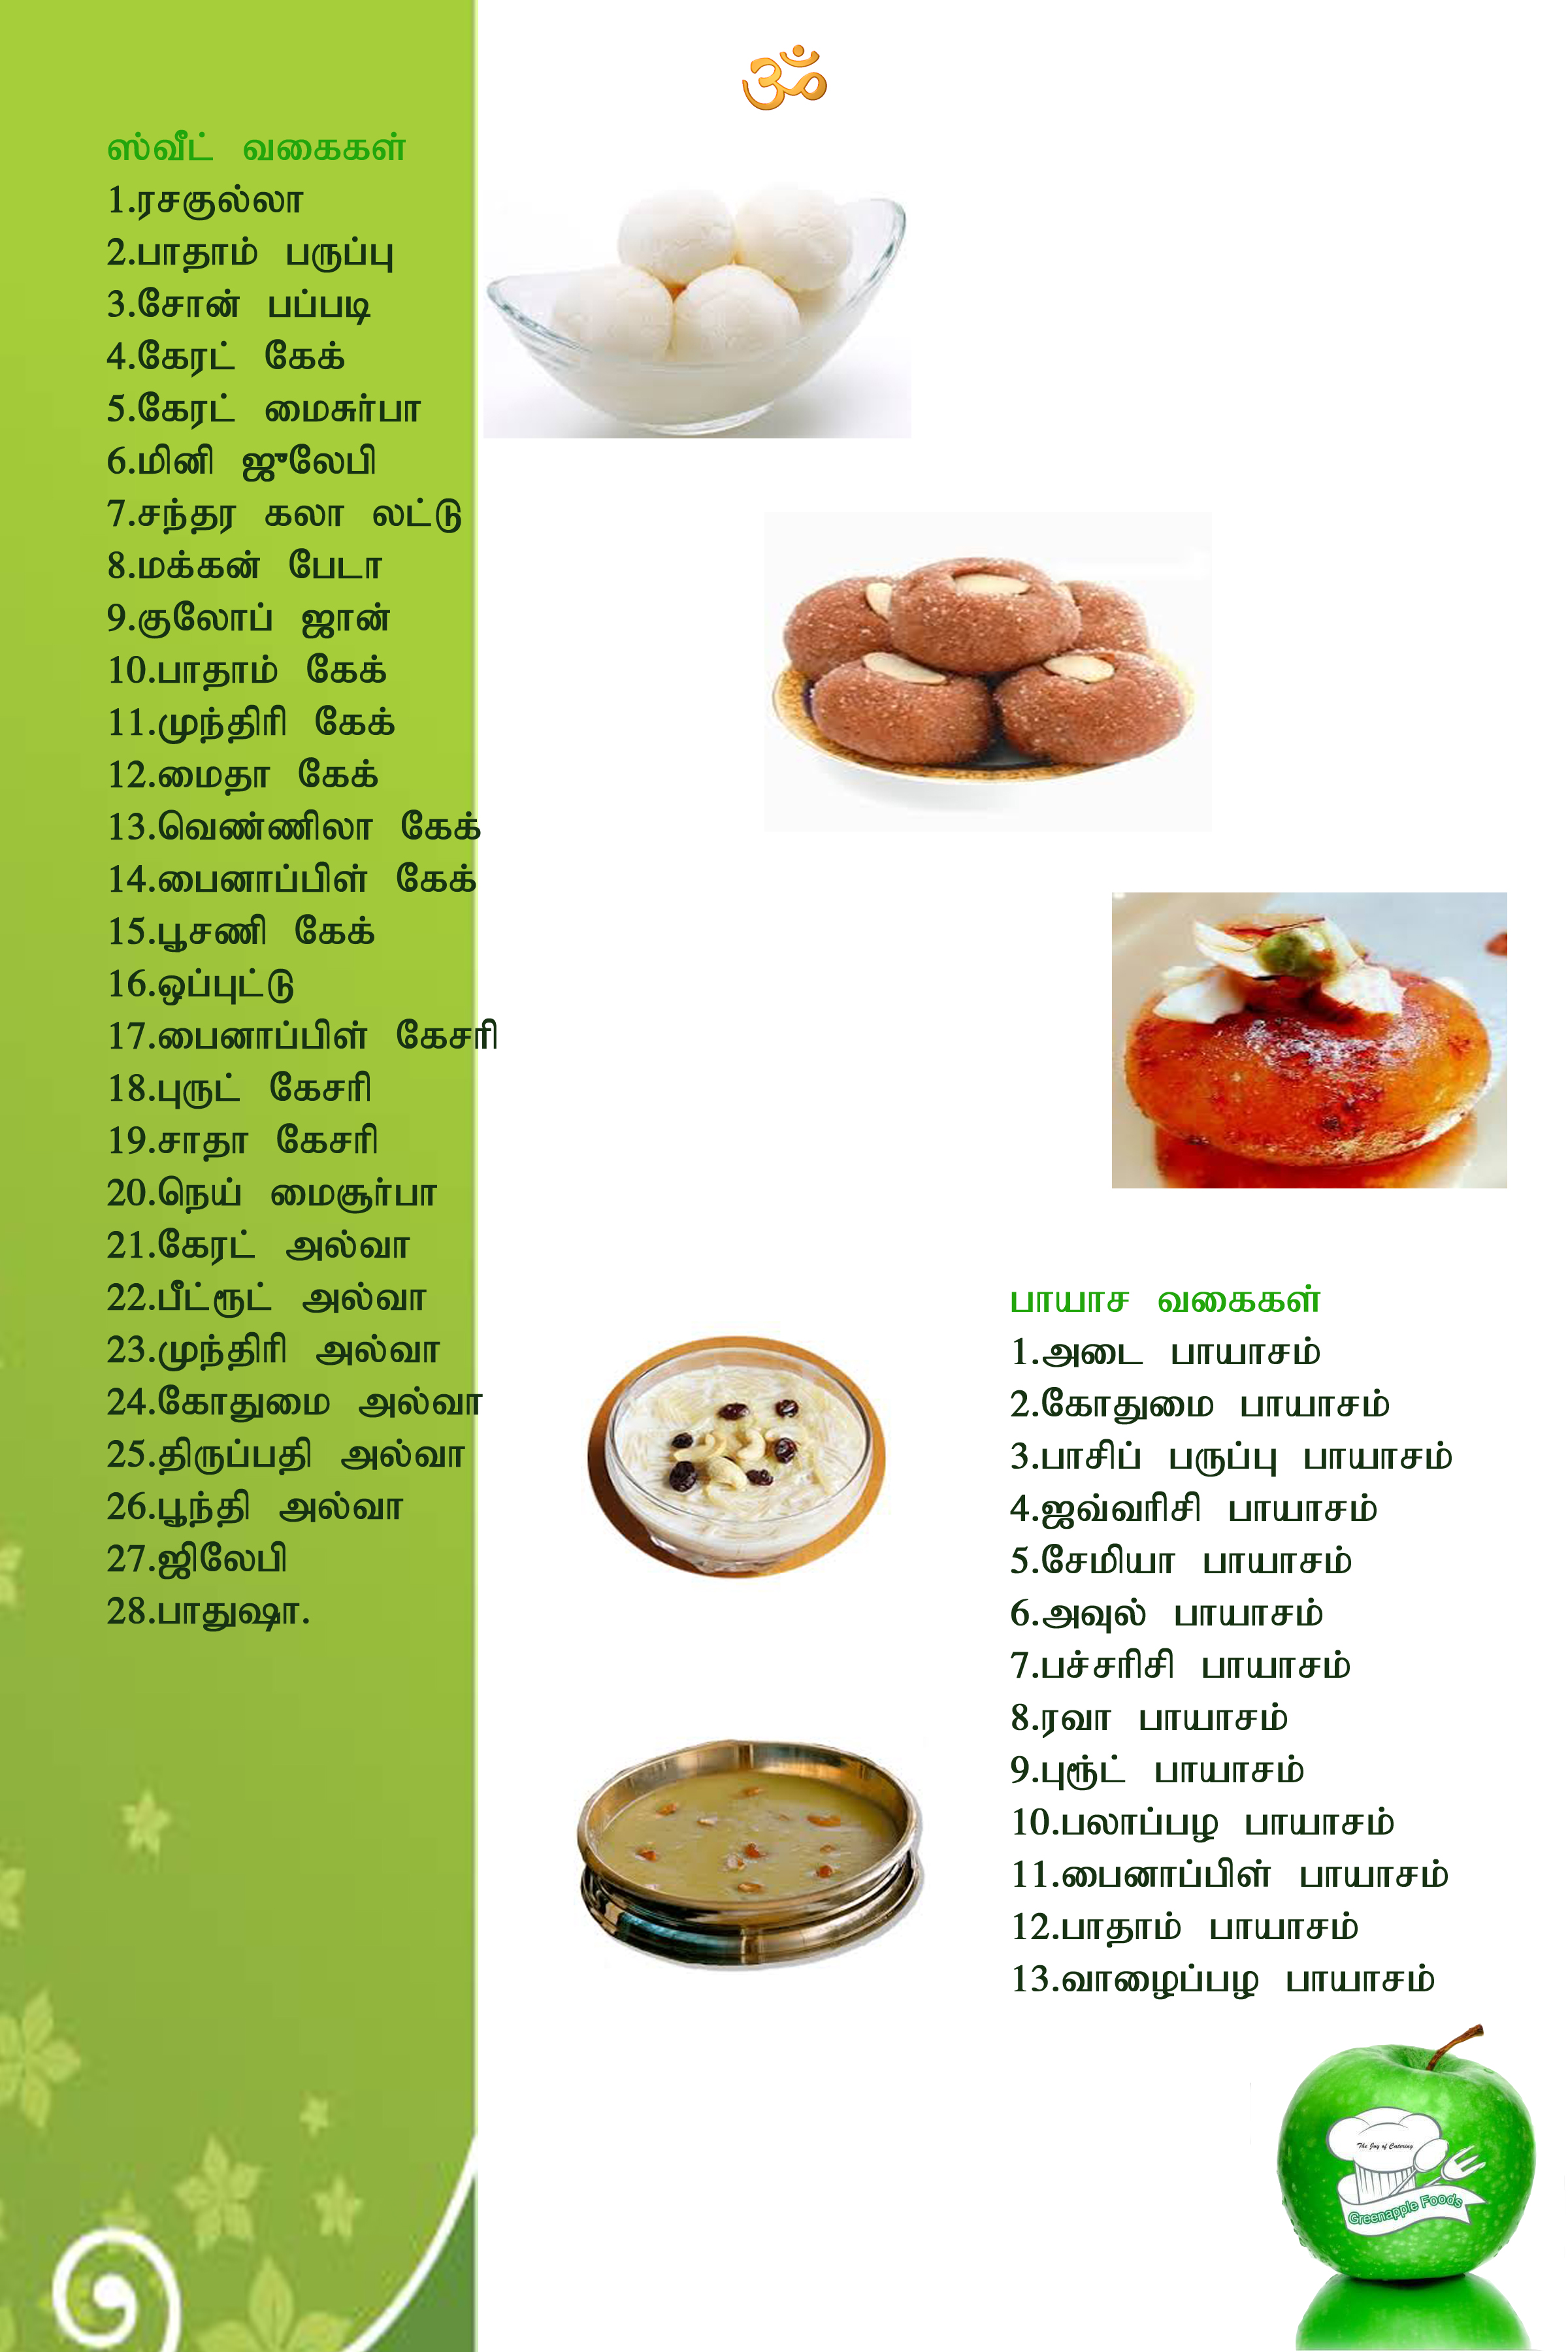 ॐ
ஸ்வீட் வகைகள்
1.ரசகுல்லா
2.பாதாம் பருப்பு
3.சோன் பப்படி
4.கேரட் கேக்
5.கேரட் மைசுர்பா
6.மினி ஜுலேபி
7.சந்தர கலா லட்டு
8.மக்கன் பேடா
9.குலோப் ஜான்
10.பாதாம் கேக்
11.முந்திரி கேக்
12.மைதா கேக்
13.வெண்ணிலா கேக்
14.பைனாப்பிள் கேக்
15.பூசணி கேக்
16.ஒப்புட்டு
17.பைனாப்பிள் கேசரி
18.புருட் கேசரி
19.சாதா கேசரி
20.நெய் மைசூர்பா
21.கேரட் அல்வா
22.பீட்ரூட் அல்வா
23.முந்திரி அல்வா
24.கோதுமை அல்வா
25.திருப்பதி அல்வா
26.பூந்தி அல்வா
27.ஜிலேபி
28.பாதுஷா.
பாயாச வகைகள்
1.அடை பாயாசம்
2.கோதுமை பாயாசம்
3.பாசிப் பருப்பு பாயாசம்
4.ஜவ்வரிசி பாயாசம்
5.சேமியா பாயாசம்
6.அவுல் பாயாசம்
7.பச்சரிசி பாயாசம்
8.ரவா பாயாசம்
9.புரூ்ட் பாயாசம்
10.பலாப்பழ பாயாசம்
11.பைனாப்பிள் பாயாசம்
12.பாதாம் பாயாசம்
13.வாழைப்பழ பாயாசம்
The Joy of Catering
Greenapple Foods